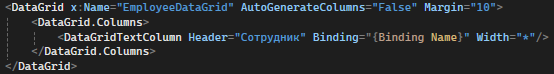 <DataGrid x:Name="EmployeeDataGrid" AutoGenerateColumns="False" Margin="10">
<DataGrid.Columns>
<DataGridTextColumn Header="Сотрудник" Binding="{Binding Name}" Width="*"/>
</DataGrid.Columns>
</DataGrid>